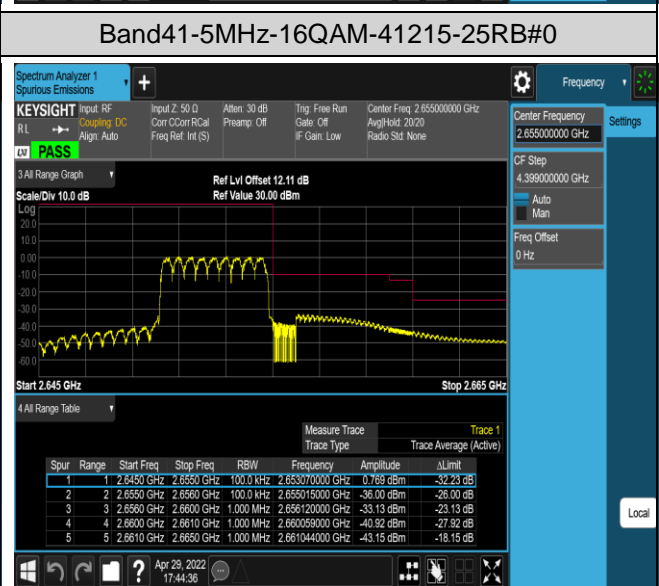 Band41-5MHz-16QAM-41215-25RB#0
Spectrum Analyzer 1
Spurious Emissions
Frequency
KEYSIGHT
Input: RF
Coupling: DC
Align: Auto
Input Z: 50 Ω
Corr CCorr RCal
Freq Ref: Int (S)
Atten: 30 dB
Preamp: Off
Trig: Free Run
Gate: Off
IF Gain: Low
Center Freq: 2.655000000 GHz
Avg|Hold: 20/20
Radio Std: None
RL
LXI PASS
Center Frequency
2.655000000 GHz
Settings
CF Step
4.399000000 GHz
Auto
Man
Freq Offset
0 Hz
Local
3 All Range Graph
Scale/Div 10.0 dB
Ref Lvl Offset 12.11 dB
Ref Value 30.00 dBm
Log
20.0
10.0
0.00
-10.0
-20.0
-30.0
-40.0
-50.0
-60.0
Start 2.645 GHz
Stop 2.665 GHz
4 All Range Table
Measure Trace Trace 1
Trace Type Trace Average (Active)
Spur Range Start Freq Stop Freq RBW Frequency Amplitude ΔLimit
1 1 2.6450 GHz 2.6550 GHz 100.0 kHz 2.653070000 GHz 0.769 dBm -32.23 dB
2 2 2.6550 GHz 2.6560 GHz 100.0 kHz 2.655015000 GHz -36.00 dBm -26.00 dB
3 3 2.6560 GHz 2.6600 GHz 1.000 MHz 2.656120000 GHz -33.13 dBm -23.13 dB
4 4 2.6600 GHz 2.6610 GHz 1.000 MHz 2.660059000 GHz -40.92 dBm -27.92 dB
5 5 2.6610 GHz 2.6650 GHz 1.000 MHz 2.661044000 GHz -43.15 dBm -18.15 dB
Apr 29, 2022
17:44:36